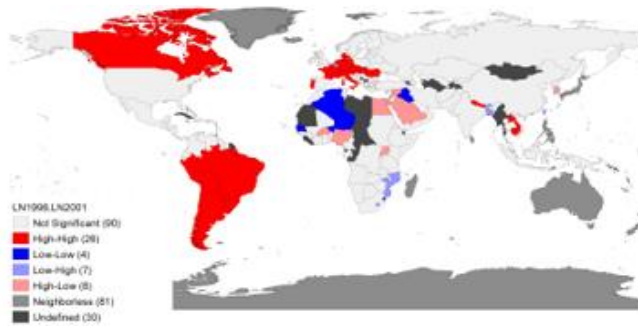 LN1996,LN2001
Not Significant (90)
High-High (26)
Low-Low (4)
Low-High (7)
High-Low (8)
Neighborless (81)
Undefined (30)